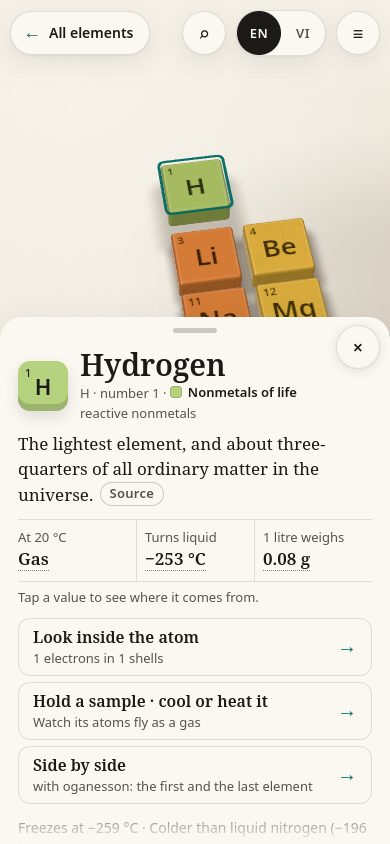 ← All elements
⌕
EN
VI
≡
1
H
3
Li
4
Be
11
Na
12
Mg
×
1
H
Hydrogen
H · number 1 · Nonmetals of life
reactive nonmetals
The lightest element, and about three-
quarters of all ordinary matter in the
universe. Source
At 20 °C
Gas
Turns liquid
−253 °C
1 litre weighs
0.08 g
Tap a value to see where it comes from.
Look inside the atom
1 electrons in 1 shells
→
Hold a sample · cool or heat it
Watch its atoms fly as a gas
→
Side by side
with oganesson: the first and the last element
→
Freezes at −259 °C · Colder than liquid nitrogen (−196